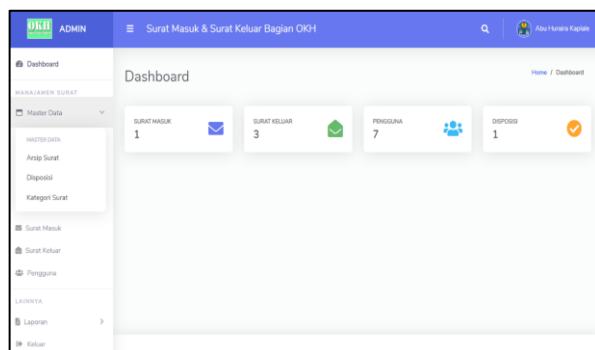 OKH ADMIN
Surat Masuk & Surat Keluar Bagian OKH
Abu Huraira Kaplale
Dashboard
MANAJAMEN SURAT
Master Data
MASTER DATA
Arsip Surat
Disposisi
Kategori Surat
Surat Masuk
Surat Keluar
Pengguna
LAINNYA
Laporan
Keluar
Dashboard
Home / Dashboard
SURAT MASUK
1
SURAT KELUAR
3
PENGGUNA
7
DISPOSISI
1